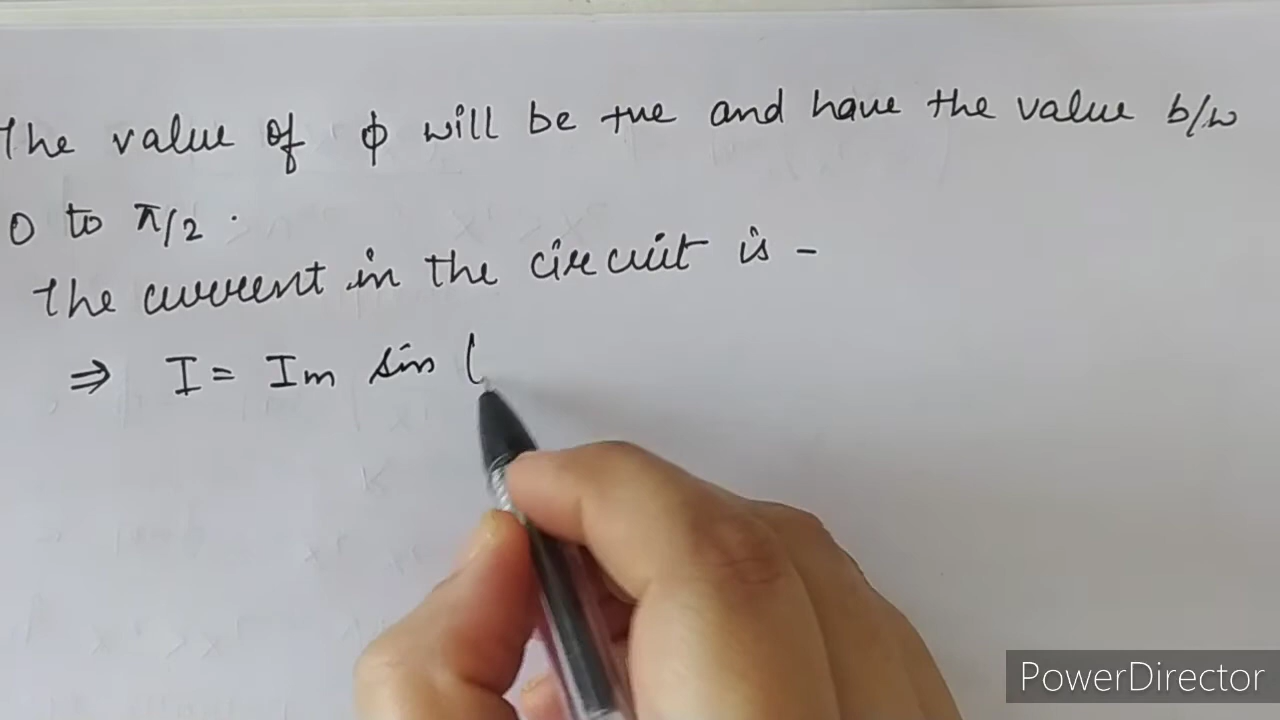 The value of ϕ will be +ve and have the value b/w
0 to π/2.
The current in the circuit is -
⇒ I = Im sin (
PowerDirector